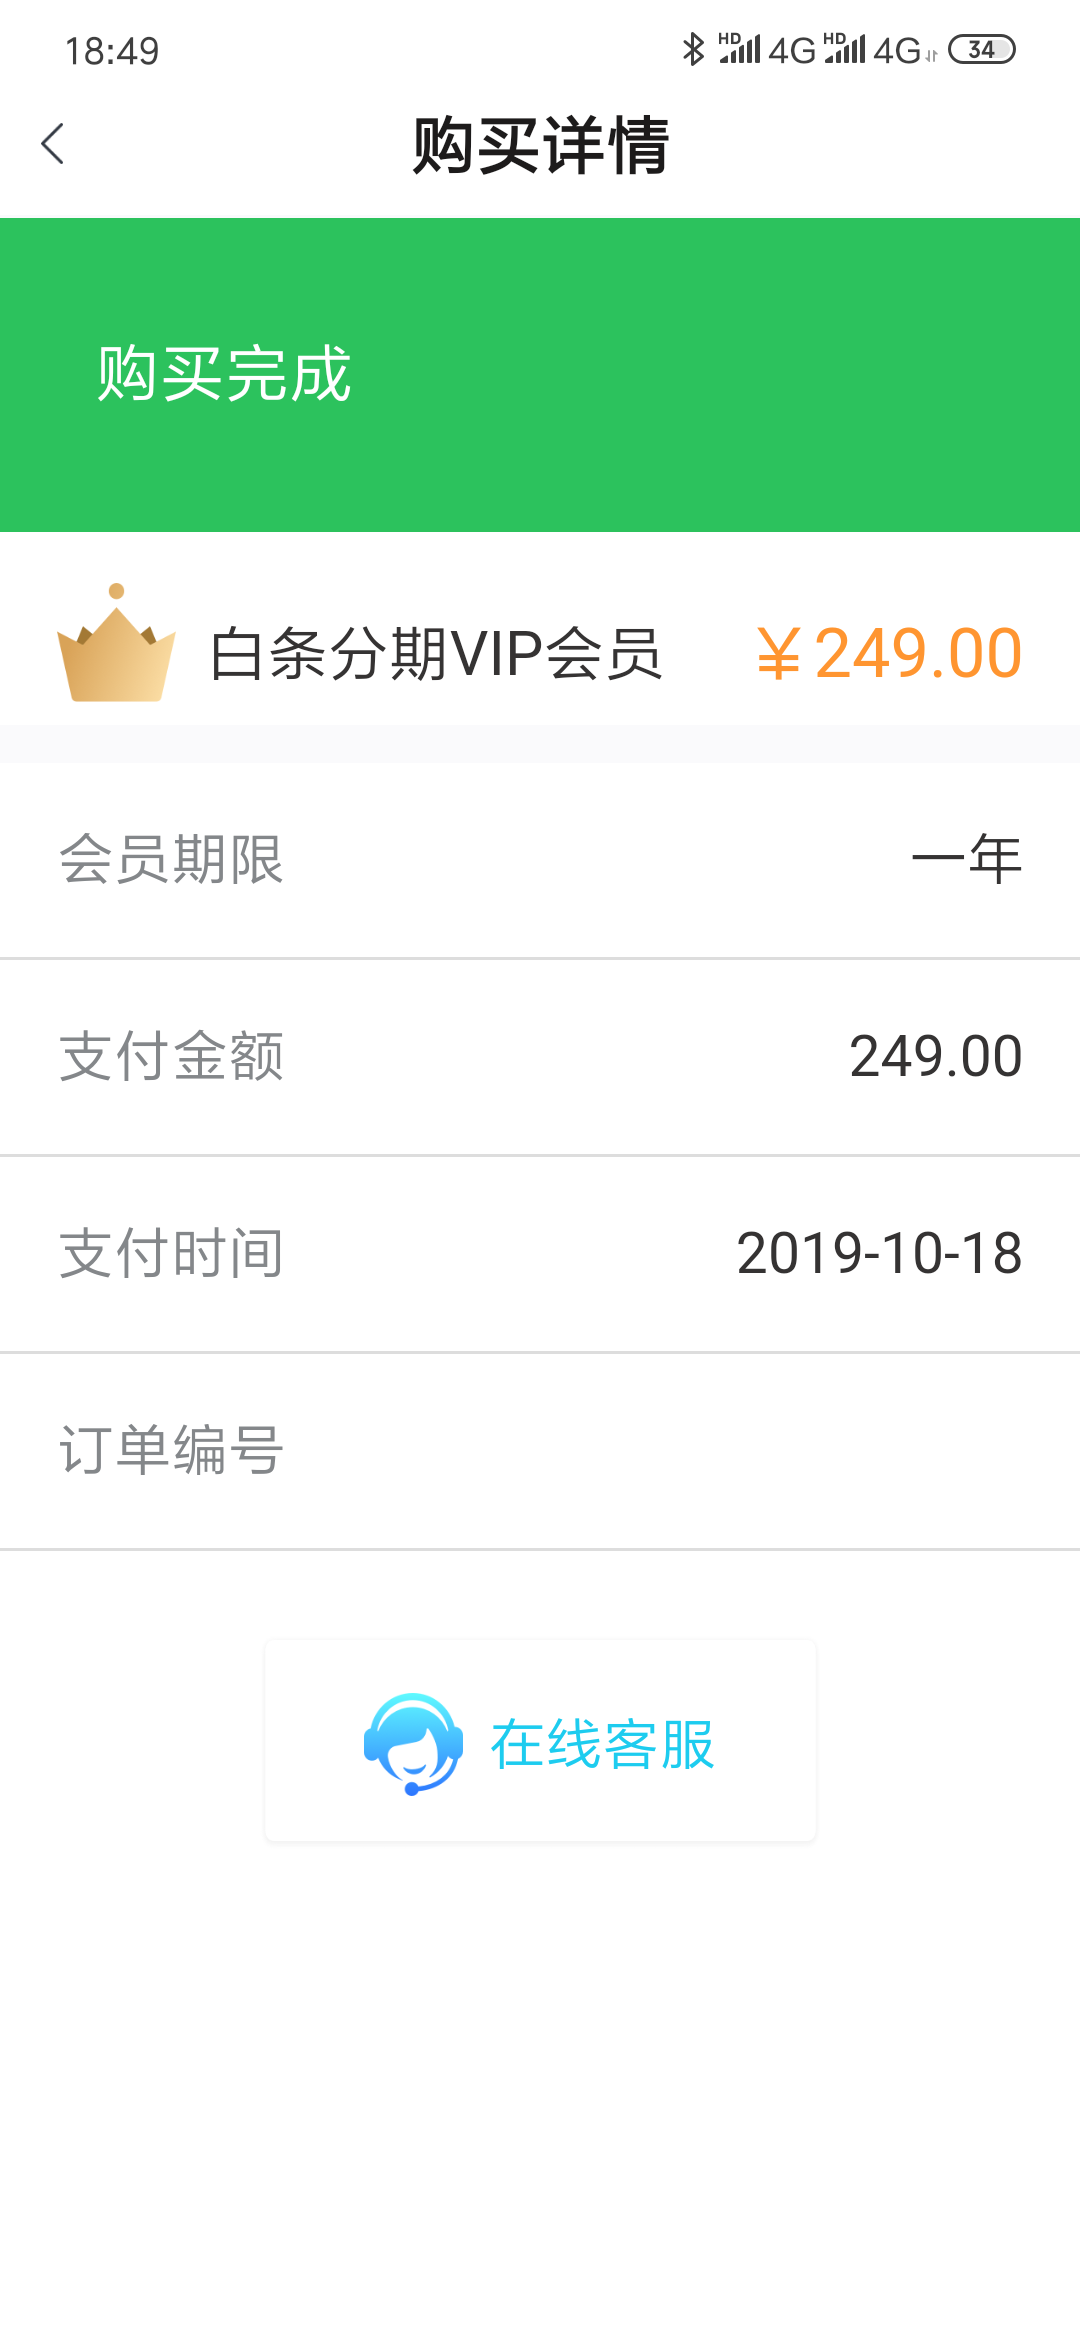 18:49
HD 4G HD 4G 34
购买详情
购买完成
白条分期VIP会员 ¥249.00
会员期限 一年
支付金额 249.00
支付时间 2019-10-18
订单编号
在线客服